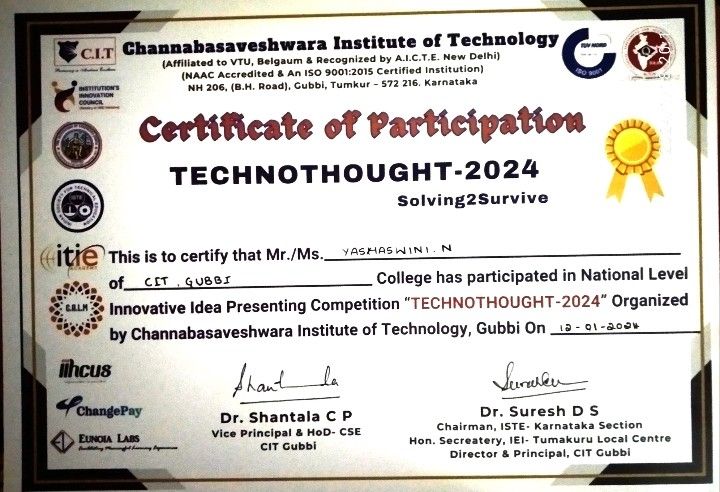 C.I.T
Channabasaveshwara Institute of Technology
(Affiliated to VTU, Belgaum & Recognized by A.I.C.T.E. New Delhi)
(NAAC Accredited & An ISO 9001:2015 Certified Institution)
NH 206, (B.H. Road), Gubbi, Tumkur – 572 216. Karnataka
TUV NORD
ISO 9001
INSTITUTION'S
INNOVATION
COUNCIL
Certificate of Participation
TECHNOTHOUGHT-2024
Solving2Survive
ISTE
itie
This is to certify that Mr./Ms. YASHASWINI. N
of CIT, GUBBI College has participated in National Level
Innovative Idea Presenting Competition “TECHNOTHOUGHT-2024” Organized
by Channabasaveshwara Institute of Technology, Gubbi On 12-01-2024
iihcus
ChangePay
EUNOIA LABS
Dr. Shantala C P
Vice Principal & HoD- CSE
CIT Gubbi
Dr. Suresh D S
Chairman, ISTE- Karnataka Section
Hon. Secreatery, IEI- Tumakuru Local Centre
Director & Principal, CIT Gubbi